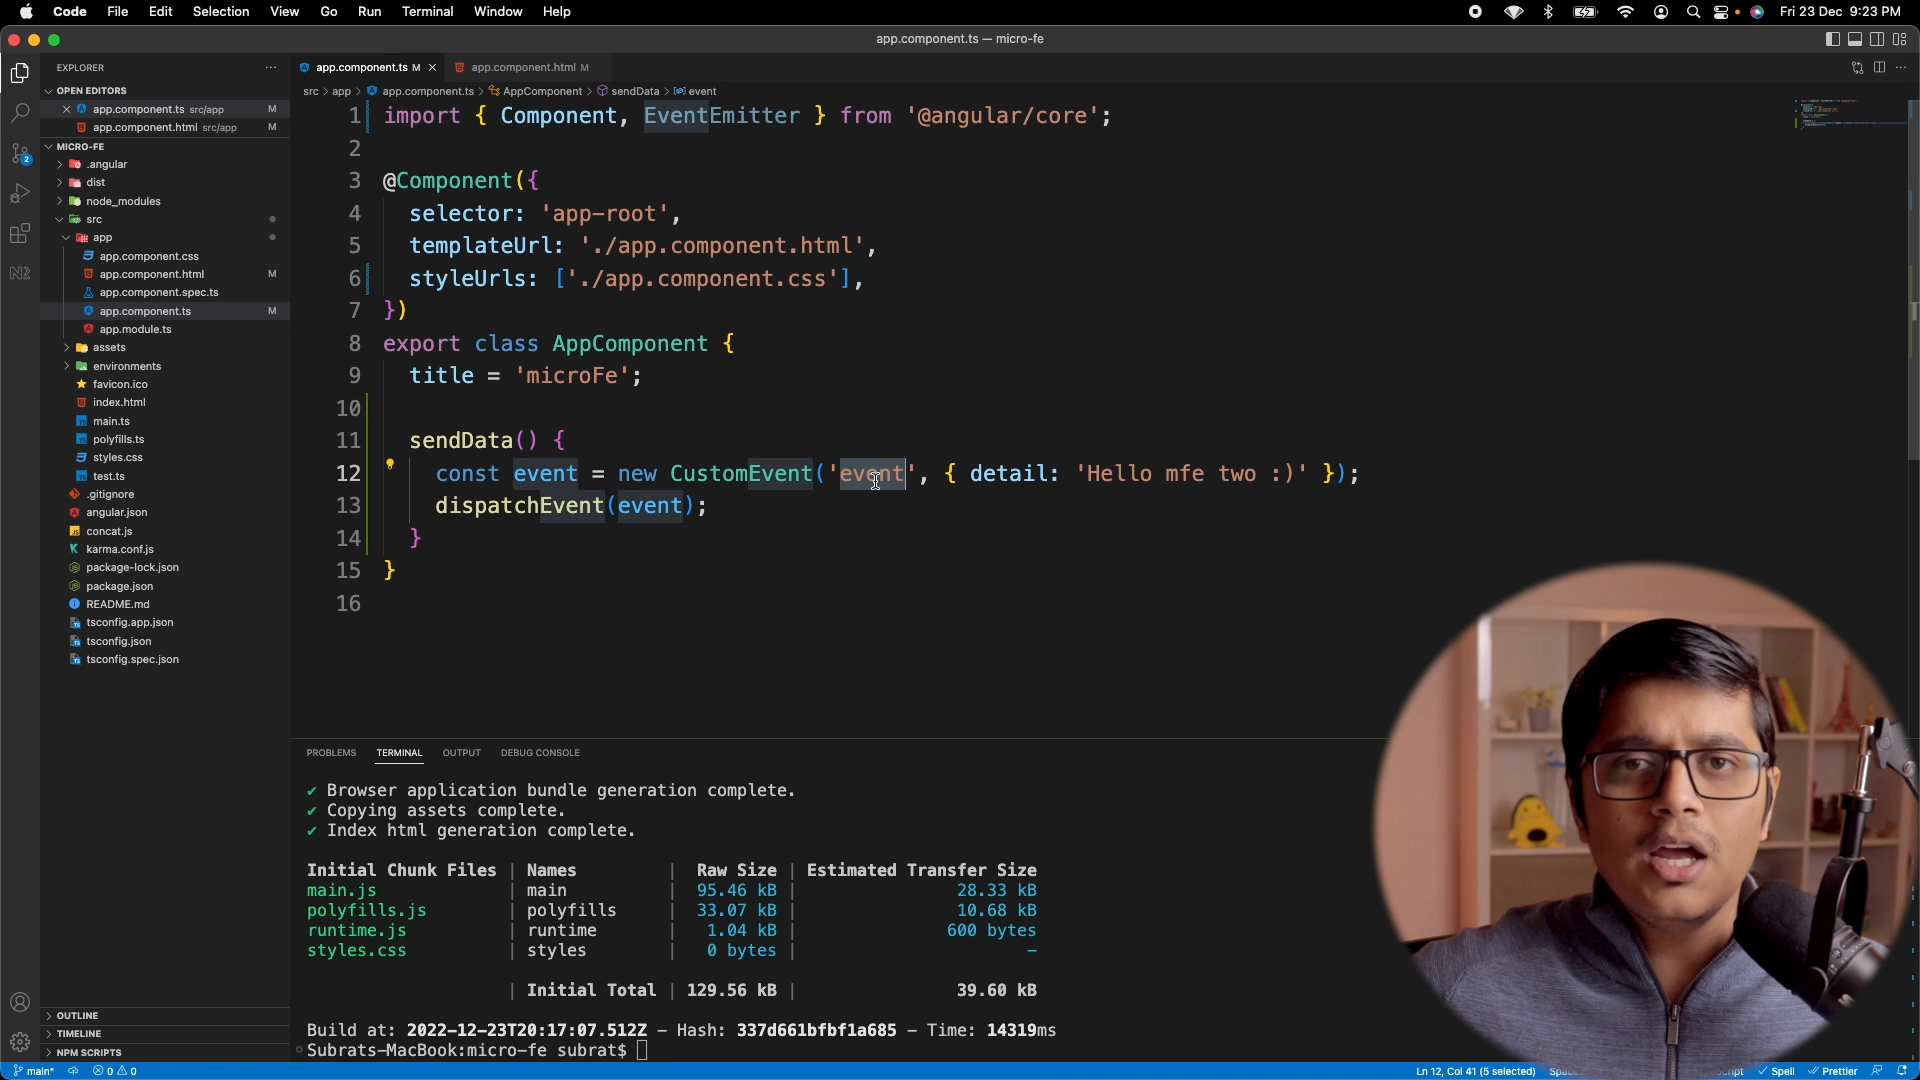 Code File Edit Selection View Go Run Terminal Window Help Fri 23 Dec 9:23 PM
app.component.ts — micro-fe
EXPLORER
OPEN EDITORS
app.component.ts src/app M
app.component.html src/app M
MICRO-FE
.angular
dist
node_modules
src
app
app.component.css
app.component.html M
app.component.spec.ts
app.component.ts M
app.module.ts
assets
environments
favicon.ico
index.html
main.ts
polyfills.ts
styles.css
test.ts
.gitignore
angular.json
concat.js
karma.conf.js
package-lock.json
package.json
README.md
tsconfig.app.json
tsconfig.json
tsconfig.spec.json
OUTLINE
TIMELINE
NPM SCRIPTS
2
app.component.ts M app.component.html M
src > app > app.component.ts > AppComponent > sendData > event
1 import { Component, EventEmitter } from '@angular/core';
2
3 @Component({
4 selector: 'app-root',
5 templateUrl: './app.component.html',
6 styleUrls: ['./app.component.css'],
7 })
8 export class AppComponent {
9 title = 'microFe';
10
11 sendData() {
12 const event = new CustomEvent('event', { detail: 'Hello mfe two :)' });
13 dispatchEvent(event);
14 }
15 }
16
PROBLEMS TERMINAL OUTPUT DEBUG CONSOLE
✔ Browser application bundle generation complete.
✔ Copying assets complete.
✔ Index html generation complete.
Initial Chunk Files | Names | Raw Size | Estimated Transfer Size
main.js | main | 95.46 kB | 28.33 kB
polyfills.js | polyfills | 33.07 kB | 10.68 kB
runtime.js | runtime | 1.04 kB | 600 bytes
styles.css | styles | 0 bytes | -
| Initial Total | 129.56 kB | 39.60 kB
Build at: 2022-12-23T20:17:07.512Z - Hash: 337d661bfbf1a685 - Time: 14319ms
Subrats-MacBook:micro-fe subrat$
main* 0 0 Ln 12, Col 41 (5 selected) Spell Prettier